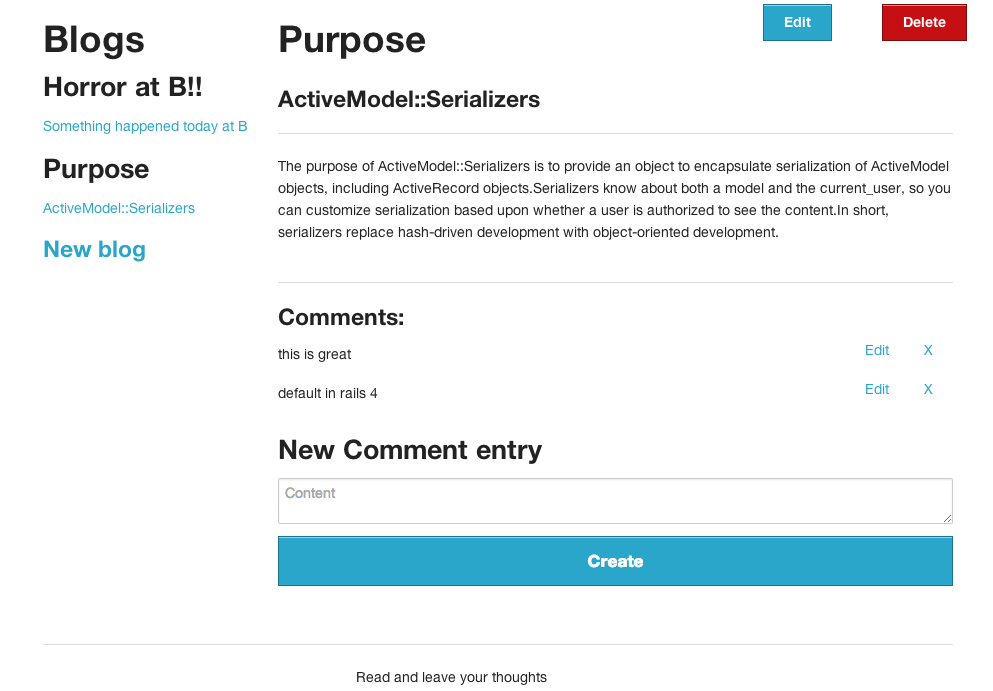 Blogs
Horror at B!!
Something happened today at B
Purpose
ActiveModel::Serializers
New blog
Purpose
Edit
Delete
ActiveModel::Serializers
The purpose of ActiveModel::Serializers is to provide an object to encapsulate serialization of ActiveModel
objects, including ActiveRecord objects.Serializers know about both a model and the current_user, so you
can customize serialization based upon whether a user is authorized to see the content.In short,
serializers replace hash-driven development with object-oriented development.
Comments:
this is great
Edit
X
default in rails 4
Edit
X
New Comment entry
Content
Create
Read and leave your thoughts